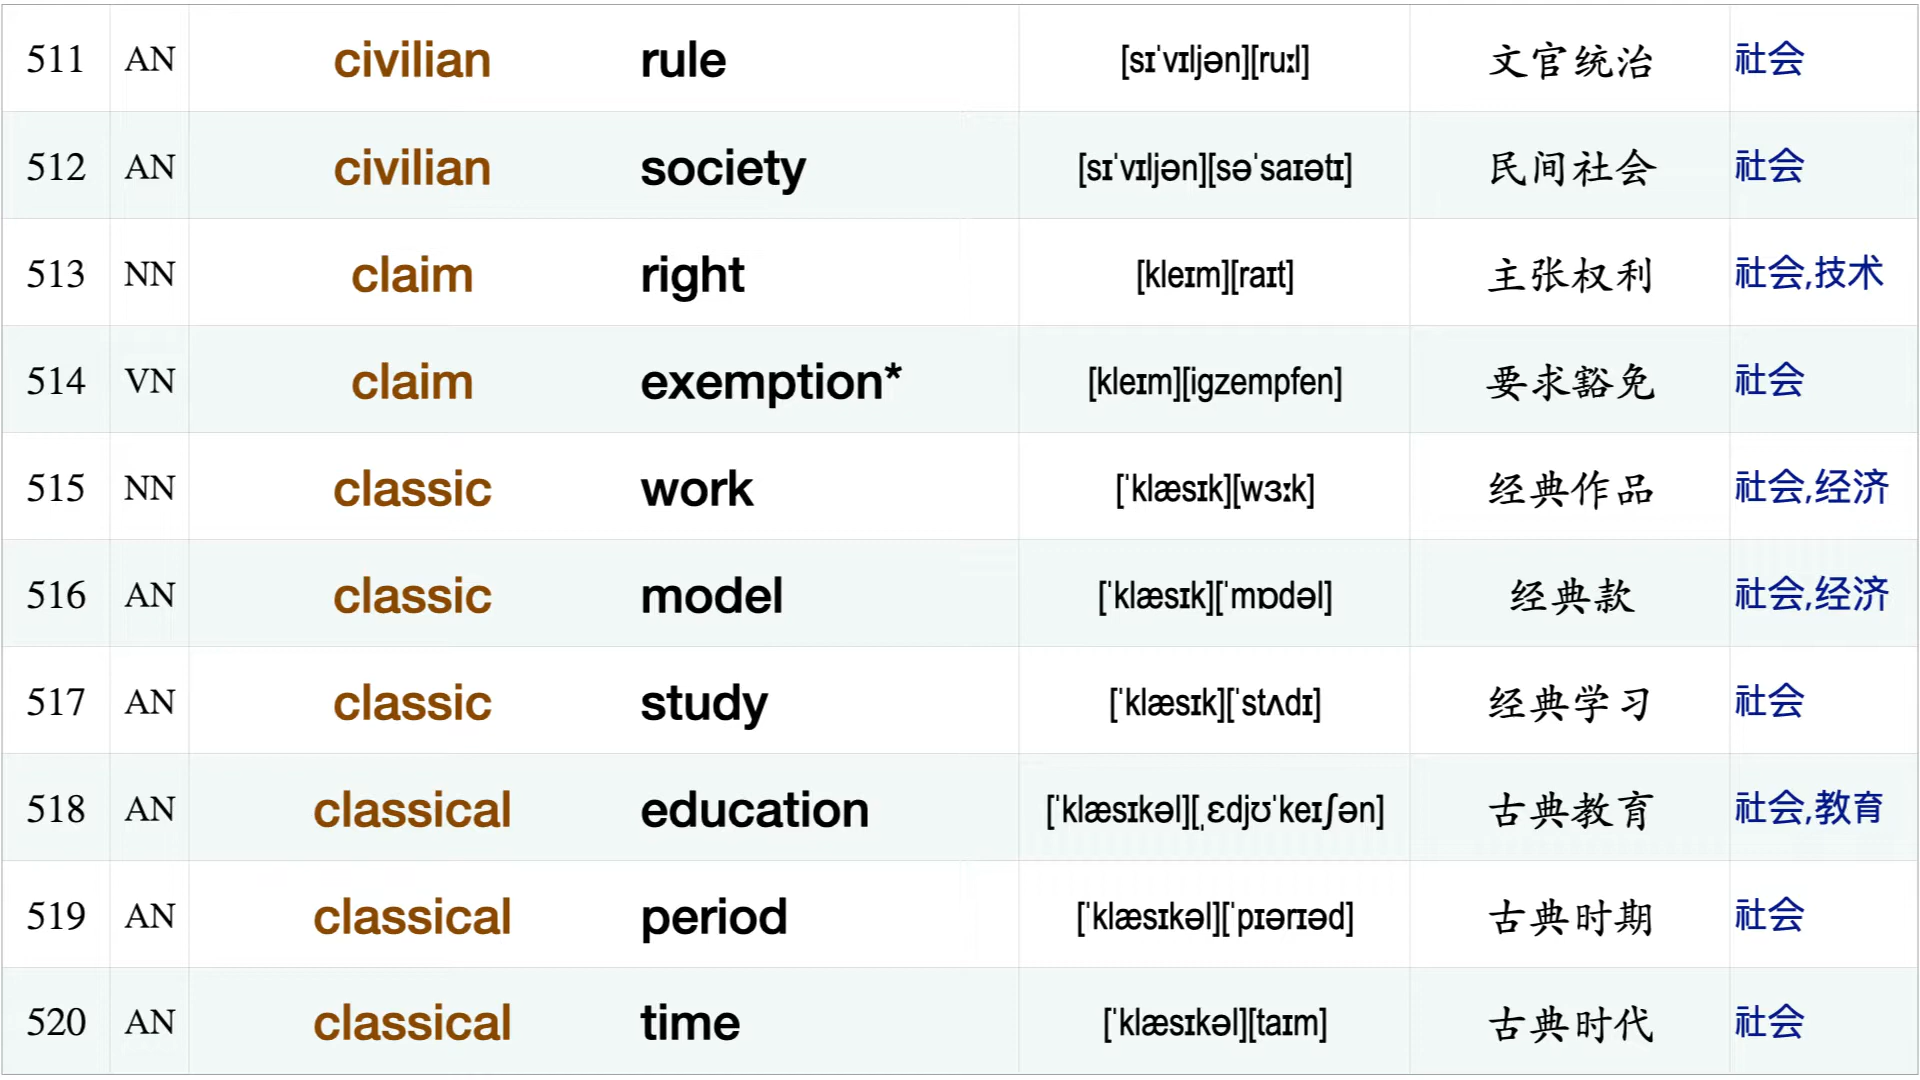 511 AN civilian rule [sɪˈvɪljən][ruːl] 文官统治 社会
512 AN civilian society [sɪˈvɪljən][səˈsaɪətɪ] 民间社会 社会
513 NN claim right [kleɪm][raɪt] 主张权利 社会,技术
514 VN claim exemption* [kleɪm][igzempfen] 要求豁免 社会
515 NN classic work [ˈklæsɪk][wɜːk] 经典作品 社会,经济
516 AN classic model [ˈklæsɪk][ˈmɒdəl] 经典款 社会,经济
517 AN classic study [ˈklæsɪk][ˈstʌdɪ] 经典学习 社会
518 AN classical education [ˈklæsɪkəl][ˌɛdjʊˈkeɪʃən] 古典教育 社会,教育
519 AN classical period [ˈklæsɪkəl][ˈpɪərɪəd] 古典时期 社会
520 AN classical time [ˈklæsɪkəl][taɪm] 古典时代 社会